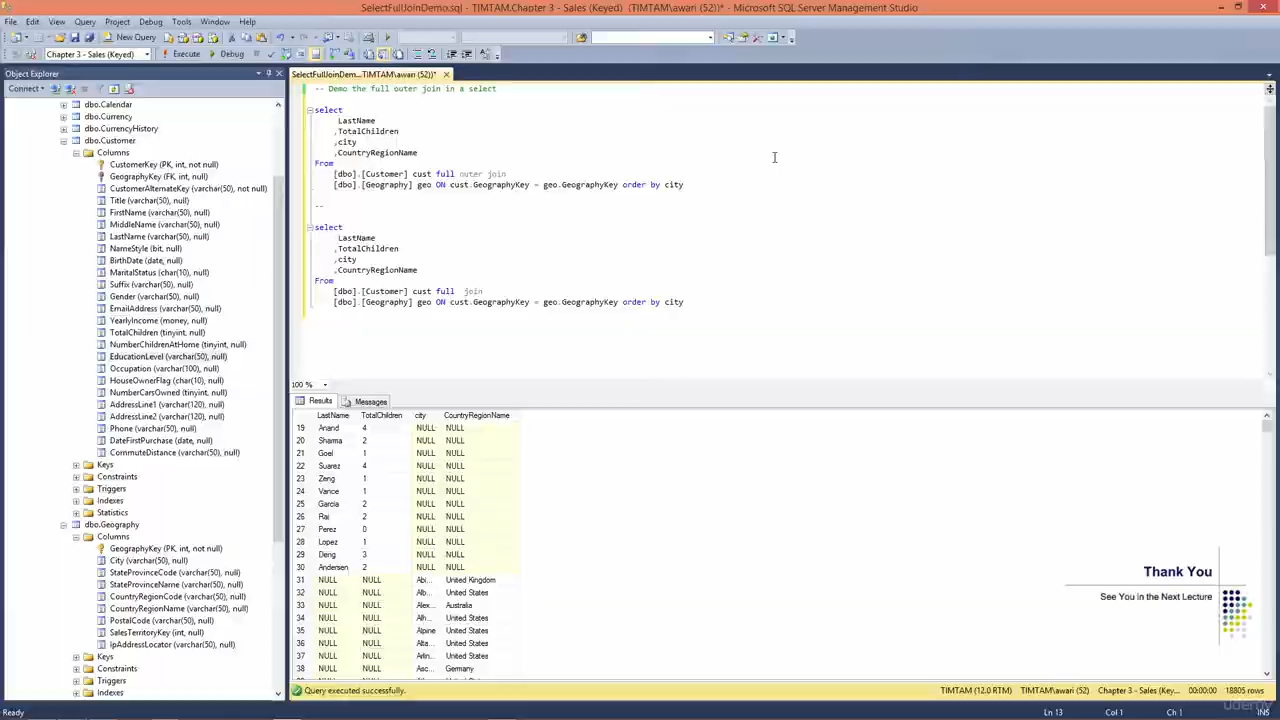 SelectFullJoinDemo.sql - TIMTAM.Chapter 3 - Sales (Keyed) (TIMTAM\awari (52))* - Microsoft SQL Server Management Studio
File Edit View Query Project Debug Tools Window Help
New Query
Chapter 3 - Sales (Keyed) Execute Debug
Object Explorer
Connect
dbo.Calendar
dbo.Currency
dbo.CurrencyHistory
dbo.Customer
Columns
CustomerKey (PK, int, not null)
GeographyKey (FK, int, null)
CustomerAlternateKey (varchar(50), not null)
Title (varchar(50), null)
FirstName (varchar(50), null)
MiddleName (varchar(50), null)
LastName (varchar(50), null)
NameStyle (bit, null)
BirthDate (date, null)
MaritalStatus (char(10), null)
Suffix (varchar(50), null)
Gender (varchar(50), null)
EmailAddress (varchar(50), null)
YearlyIncome (money, null)
TotalChildren (tinyint, null)
NumberChildrenAtHome (tinyint, null)
EducationLevel (varchar(50), null)
Occupation (varchar(100), null)
HouseOwnerFlag (char(10), null)
NumberCarsOwned (tinyint, null)
AddressLine1 (varchar(120), null)
AddressLine2 (varchar(120), null)
Phone (varchar(50), null)
DateFirstPurchase (date, null)
CommuteDistance (varchar(50), null)
Keys
Constraints
Triggers
Indexes
Statistics
dbo.Geography
Columns
GeographyKey (PK, int, not null)
City (varchar(50), null)
StateProvinceCode (varchar(50), null)
StateProvinceName (varchar(50), null)
CountryRegionCode (varchar(50), null)
CountryRegionName (varchar(50), null)
PostalCode (varchar(50), null)
SalesTerritoryKey (int, null)
IpAddressLocator (varchar(50), null)
Keys
Constraints
Triggers
Indexes
SelectFullJoinDem...TIMTAM\awari (52))*
-- Demo the full outer join in a select
select
LastName
,TotalChildren
,city
,CountryRegionName
From
[dbo].[Customer] cust full outer join
[dbo].[Geography] geo ON cust.GeographyKey = geo.GeographyKey order by city
--
select
LastName
,TotalChildren
,city
,CountryRegionName
From
[dbo].[Customer] cust full join
[dbo].[Geography] geo ON cust.GeographyKey = geo.GeographyKey order by city
100 %
Results Messages
LastName TotalChildren city CountryRegionName
19 Anand 4 NULL NULL
20 Sharma 2 NULL NULL
21 Goel 1 NULL NULL
22 Suarez 4 NULL NULL
23 Zeng 1 NULL NULL
24 Vance 1 NULL NULL
25 Garcia 2 NULL NULL
26 Rai 2 NULL NULL
27 Perez 0 NULL NULL
28 Lopez 1 NULL NULL
29 Deng 3 NULL NULL
30 Andersen 2 NULL NULL
31 NULL NULL Abi... United Kingdom
32 NULL NULL Alb... United States
33 NULL NULL Alex... Australia
34 NULL NULL Alh... United States
35 NULL NULL Alpine United States
36 NULL NULL Alta... United States
37 NULL NULL Arlin... United States
38 NULL NULL Asc... Germany
Thank You
See You in the Next Lecture
Query executed successfully.
TIMTAM (12.0 RTM) TIMTAM\awari (52) Chapter 3 - Sales (Key... 00:00:00 18805 rows
Ready Ln 13 Col 1 Ch 1 INS
udemy